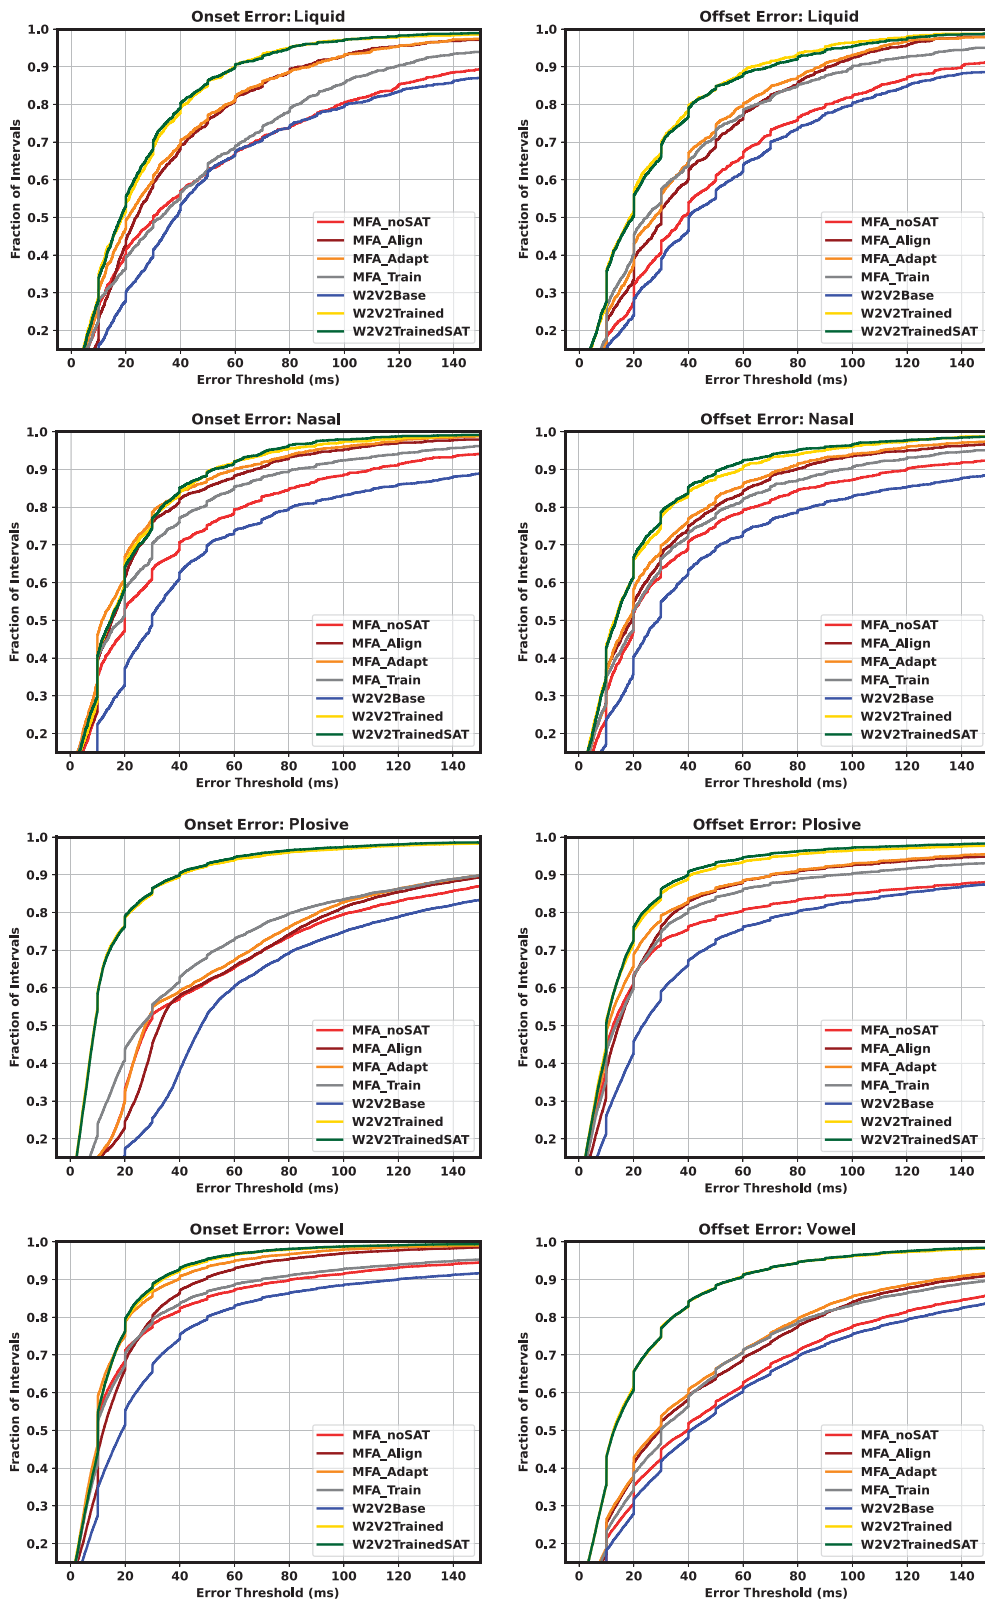 Onset Error: Liquid
Fraction of Intervals
1.0
0.9
0.8
0.7
0.6
0.5
0.4
0.3
0.2
MFA_noSAT
MFA_Align
MFA_Adapt
MFA_Train
W2V2Base
W2V2Trained
W2V2TrainedSAT
0 20 40 60 80 100 120 140
Error Threshold (ms)
Offset Error: Liquid
Fraction of Intervals
1.0
0.9
0.8
0.7
0.6
0.5
0.4
0.3
0.2
MFA_noSAT
MFA_Align
MFA_Adapt
MFA_Train
W2V2Base
W2V2Trained
W2V2TrainedSAT
0 20 40 60 80 100 120 140
Error Threshold (ms)
Onset Error: Nasal
Fraction of Intervals
1.0
0.9
0.8
0.7
0.6
0.5
0.4
0.3
0.2
MFA_noSAT
MFA_Align
MFA_Adapt
MFA_Train
W2V2Base
W2V2Trained
W2V2TrainedSAT
0 20 40 60 80 100 120 140
Error Threshold (ms)
Offset Error: Nasal
Fraction of Intervals
1.0
0.9
0.8
0.7
0.6
0.5
0.4
0.3
0.2
MFA_noSAT
MFA_Align
MFA_Adapt
MFA_Train
W2V2Base
W2V2Trained
W2V2TrainedSAT
0 20 40 60 80 100 120 140
Error Threshold (ms)
Onset Error: Plosive
Fraction of Intervals
1.0
0.9
0.8
0.7
0.6
0.5
0.4
0.3
0.2
MFA_noSAT
MFA_Align
MFA_Adapt
MFA_Train
W2V2Base
W2V2Trained
W2V2TrainedSAT
0 20 40 60 80 100 120 140
Error Threshold (ms)
Offset Error: Plosive
Fraction of Intervals
1.0
0.9
0.8
0.7
0.6
0.5
0.4
0.3
0.2
MFA_noSAT
MFA_Align
MFA_Adapt
MFA_Train
W2V2Base
W2V2Trained
W2V2TrainedSAT
0 20 40 60 80 100 120 140
Error Threshold (ms)
Onset Error: Vowel
Fraction of Intervals
1.0
0.9
0.8
0.7
0.6
0.5
0.4
0.3
0.2
MFA_noSAT
MFA_Align
MFA_Adapt
MFA_Train
W2V2Base
W2V2Trained
W2V2TrainedSAT
0 20 40 60 80 100 120 140
Error Threshold (ms)
Offset Error: Vowel
Fraction of Intervals
1.0
0.9
0.8
0.7
0.6
0.5
0.4
0.3
0.2
MFA_noSAT
MFA_Align
MFA_Adapt
MFA_Train
W2V2Base
W2V2Trained
W2V2TrainedSAT
0 20 40 60 80 100 120 140
Error Threshold (ms)